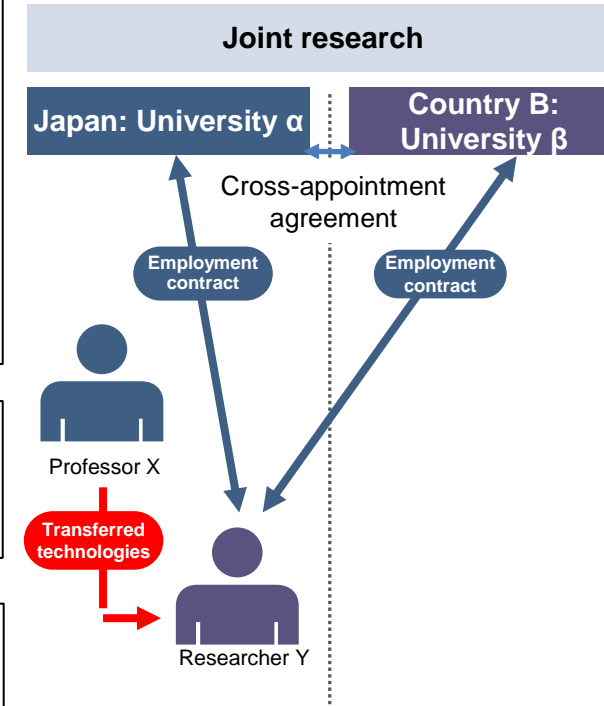 Joint research
Japan: University α
Country B:
University β
Cross-appointment
agreement
Employment
contract
Employment
contract
Professor X
Transferred
technologies
Researcher Y